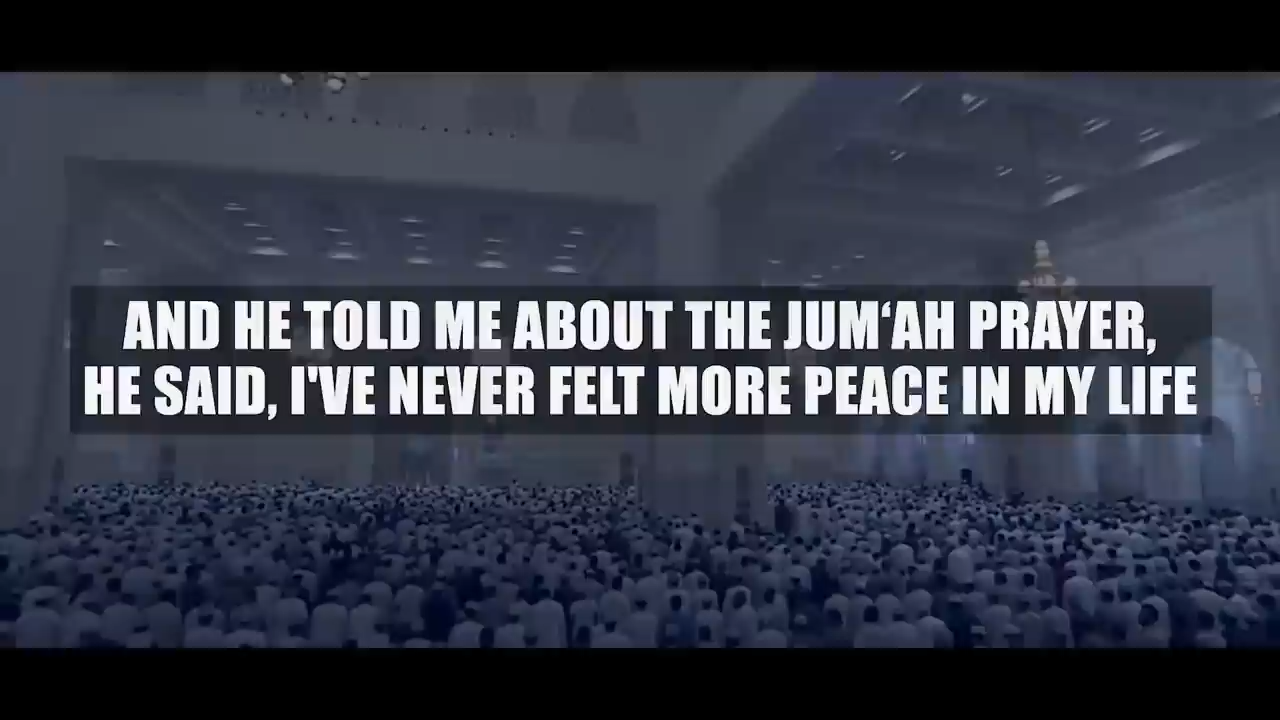 AND HE TOLD ME ABOUT THE JUM‘AH PRAYER,
HE SAID, I'VE NEVER FELT MORE PEACE IN MY LIFE